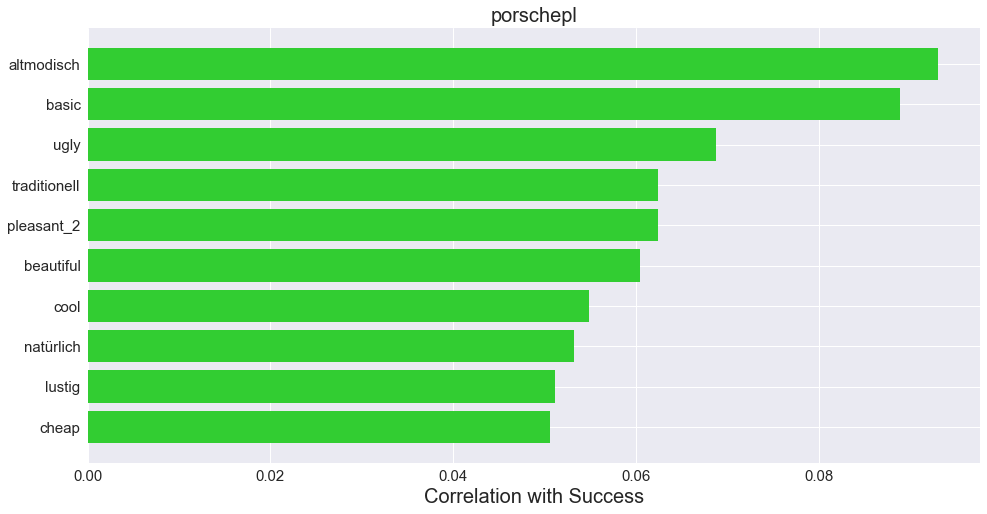 porschepl
altmodisch
basic
ugly
traditionell
pleasant_2
beautiful
cool
natürlich
lustig
cheap
0.00 0.02 0.04 0.06 0.08
Correlation with Success